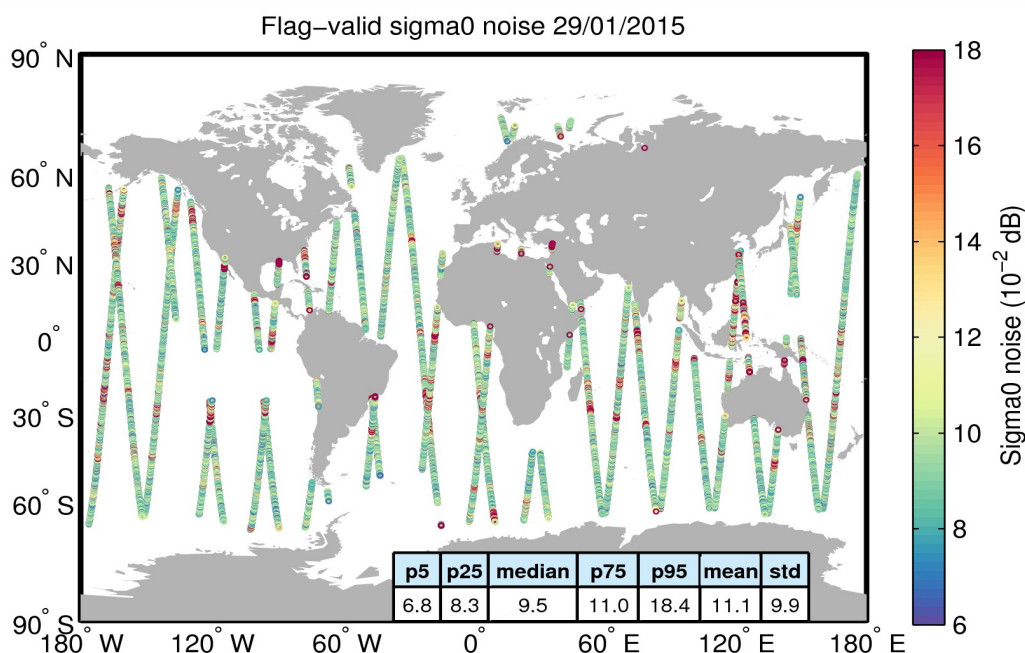 Flag−valid sigma0 noise 29/01/2015
90° N
60° N
30° N
0°
30° S
60° S
90° S
180° W
120° W
60° W
0°
60° E
120° E
180° E
p5 p25 median p75 p95 mean std
6.8 8.3 9.5 11.0 18.4 11.1 9.9
18
16
14
12
10
8
6
Sigma0 noise (10⁻² dB)